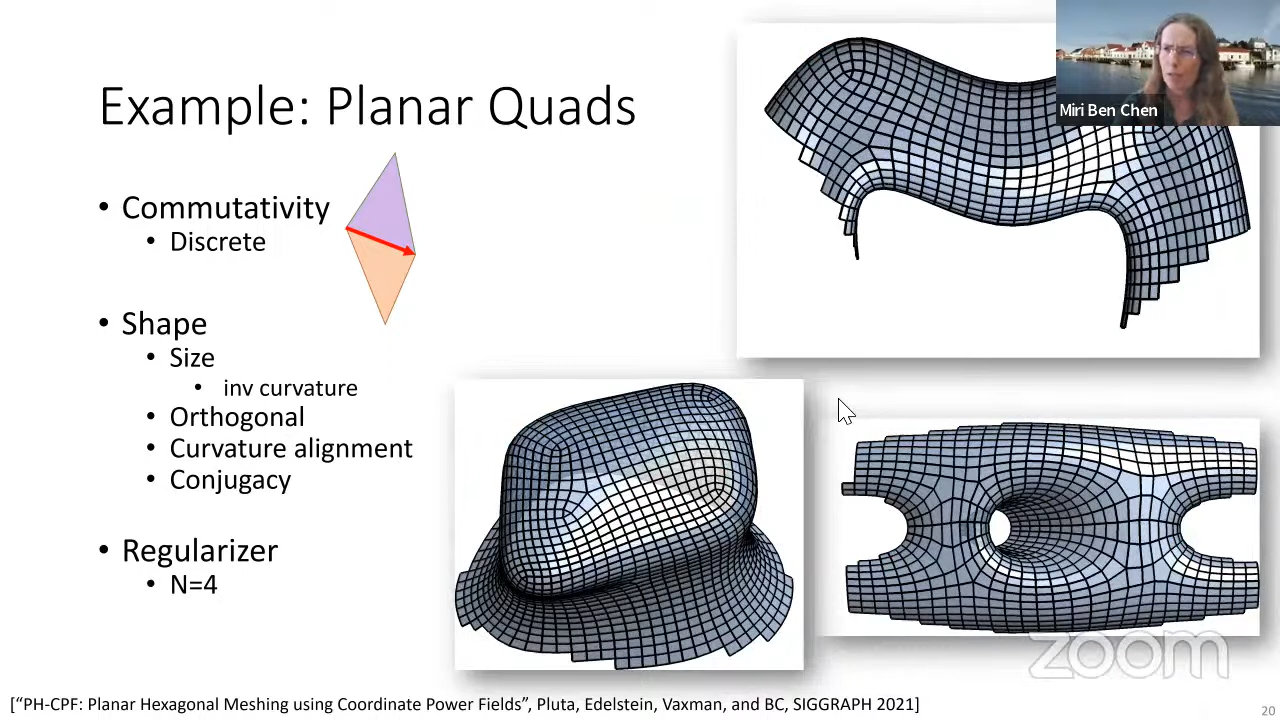 Example: Planar Quads
Miri Ben Chen
• Commutativity
• Discrete
• Shape
• Size
• inv curvature
• Orthogonal
• Curvature alignment
• Conjugacy
• Regularizer
• N=4
zoom
["PH-CPF: Planar Hexagonal Meshing using Coordinate Power Fields", Pluta, Edelstein, Vaxman, and BC, SIGGRAPH 2021]
20